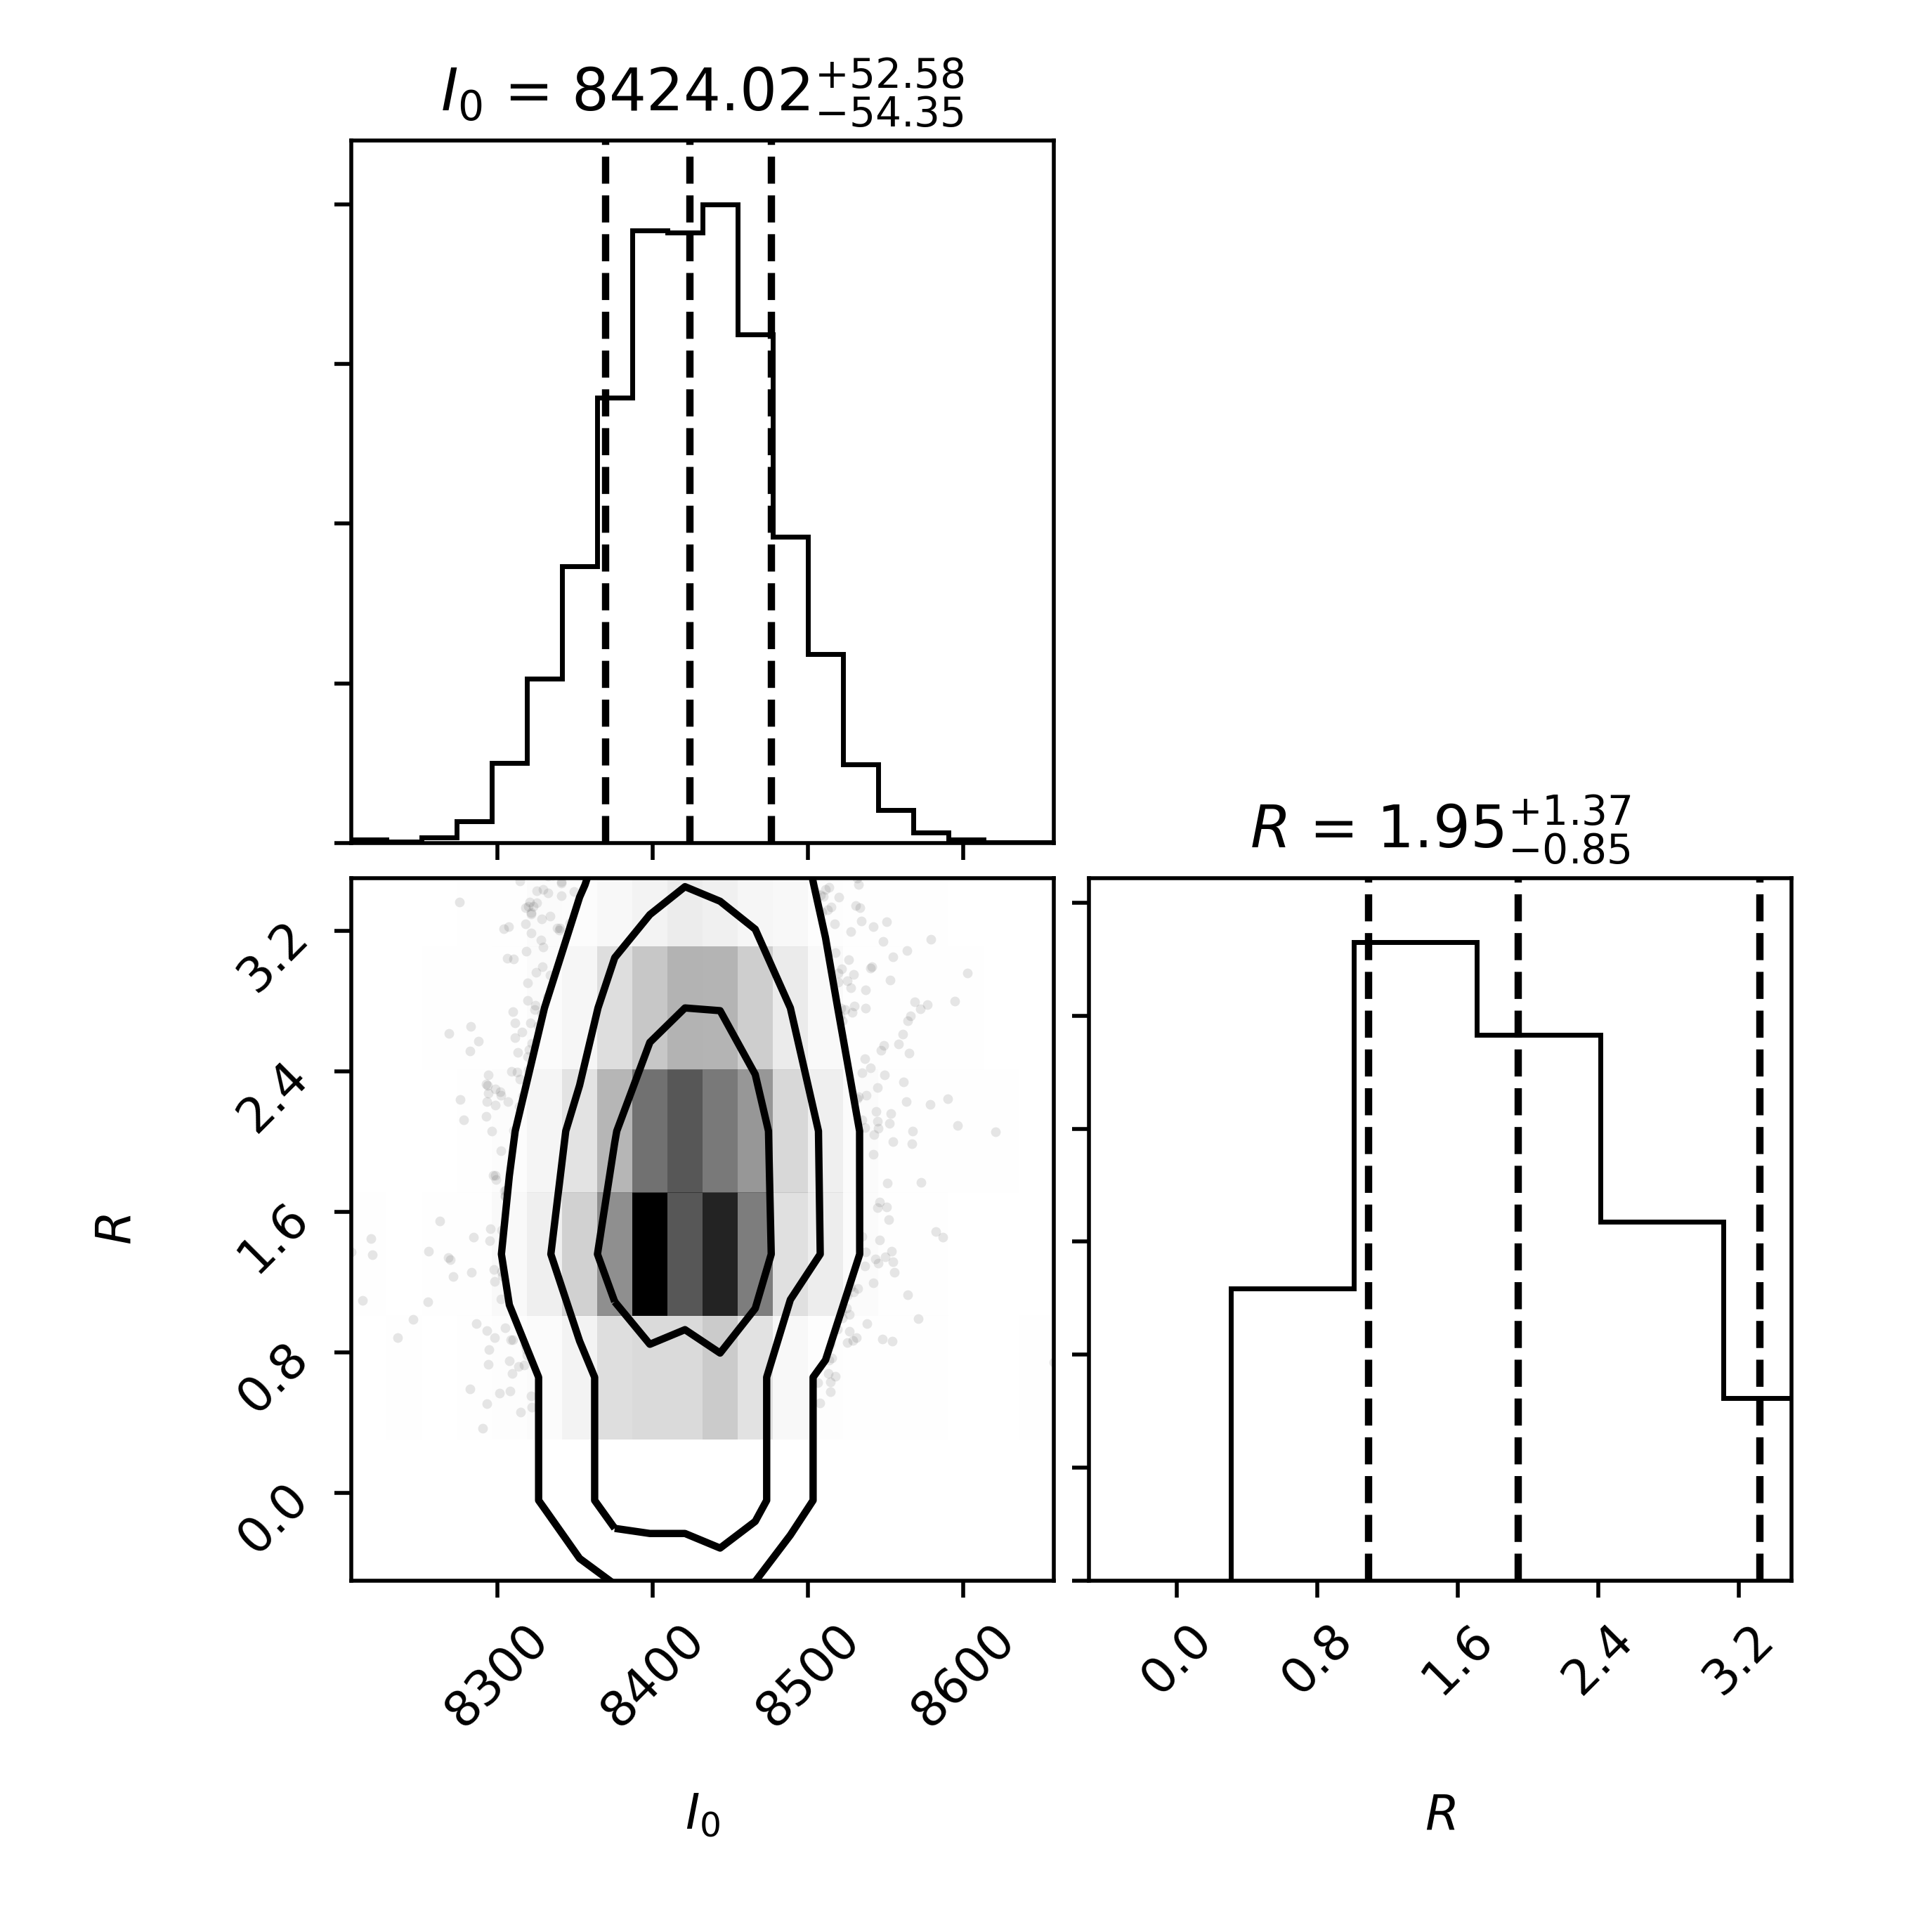 I₀ = 8424.02⁺⁵²·⁵⁸₋₅₄.₃₅
R = 1.95⁺¹·³⁷₋₀.₈₅
3.2
2.4
1.6
0.8
0.0
R
8300 8400 8500 8600
0.0 0.8 1.6 2.4 3.2
I₀
R